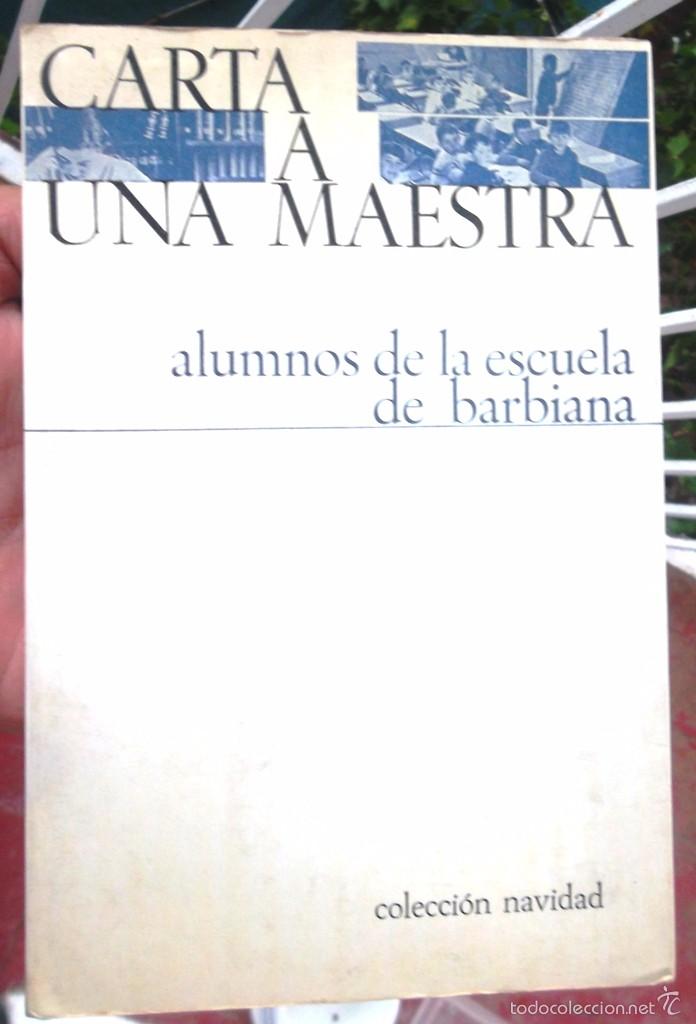 CARTA
A
UNA MAESTRA
alumnos de la escuela
de barbiana
colección navidad
todocoleccion.net